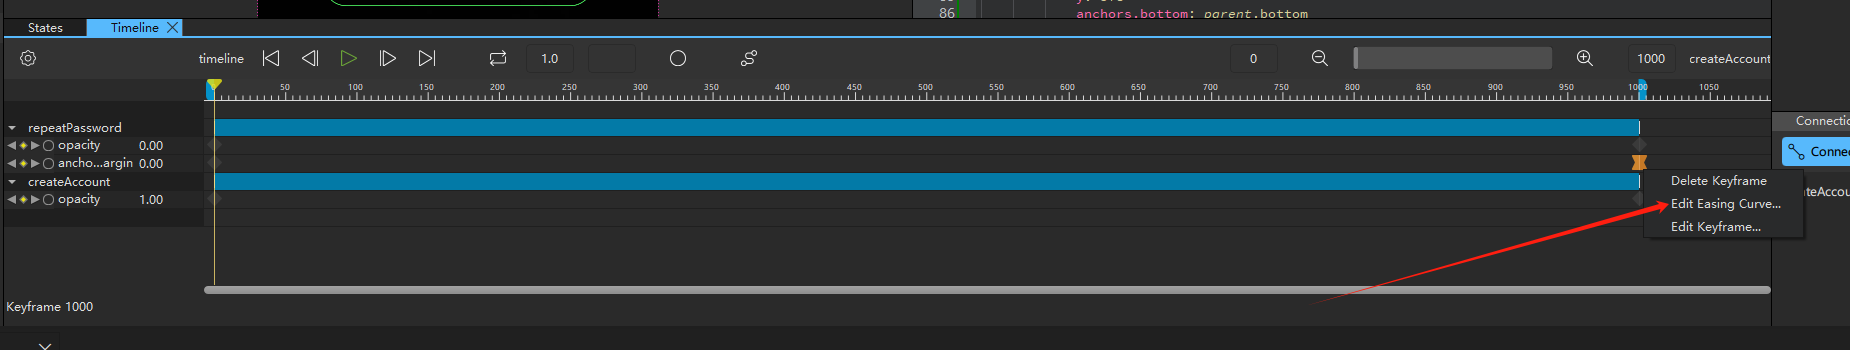 86
anchors.bottom: parent.bottom
States
Timeline
timeline
1.0
0
1000
createAccount
50 100 150 200 250 300 350 400 450 500 550 600 650 700 750 800 850 900 950 1000 1050
repeatPassword
opacity 0.00
ancho...argin 0.00
createAccount
opacity 1.00
Delete Keyframe
Edit Easing Curve...
Edit Keyframe...
Connectio
Connec
teAccou
Keyframe 1000